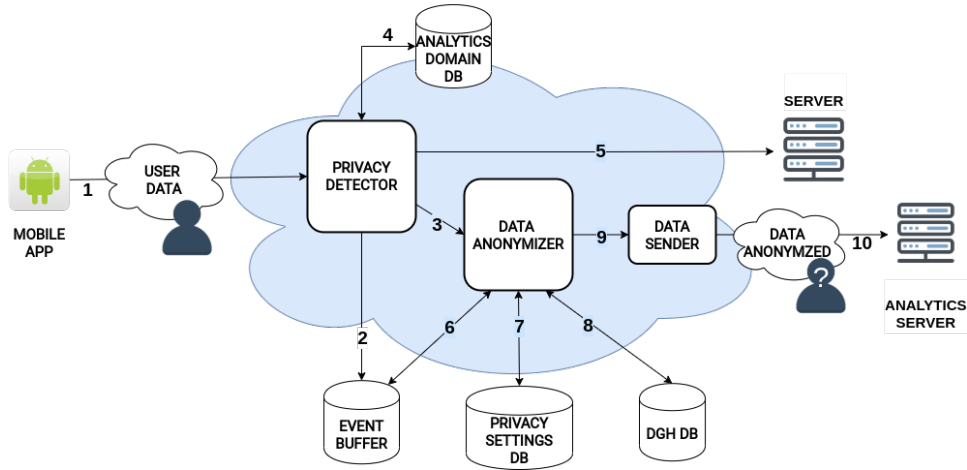 4
ANALYTICS
DOMAIN
DB
SERVER
5
PRIVACY
DETECTOR
USER
DATA
1
MOBILE
APP
3
DATA
ANONYMIZER
9
DATA
SENDER
DATA
ANONYMZED
10
?
ANALYTICS
SERVER
2
6
7
8
EVENT
BUFFER
PRIVACY
SETTINGS
DB
DGH DB